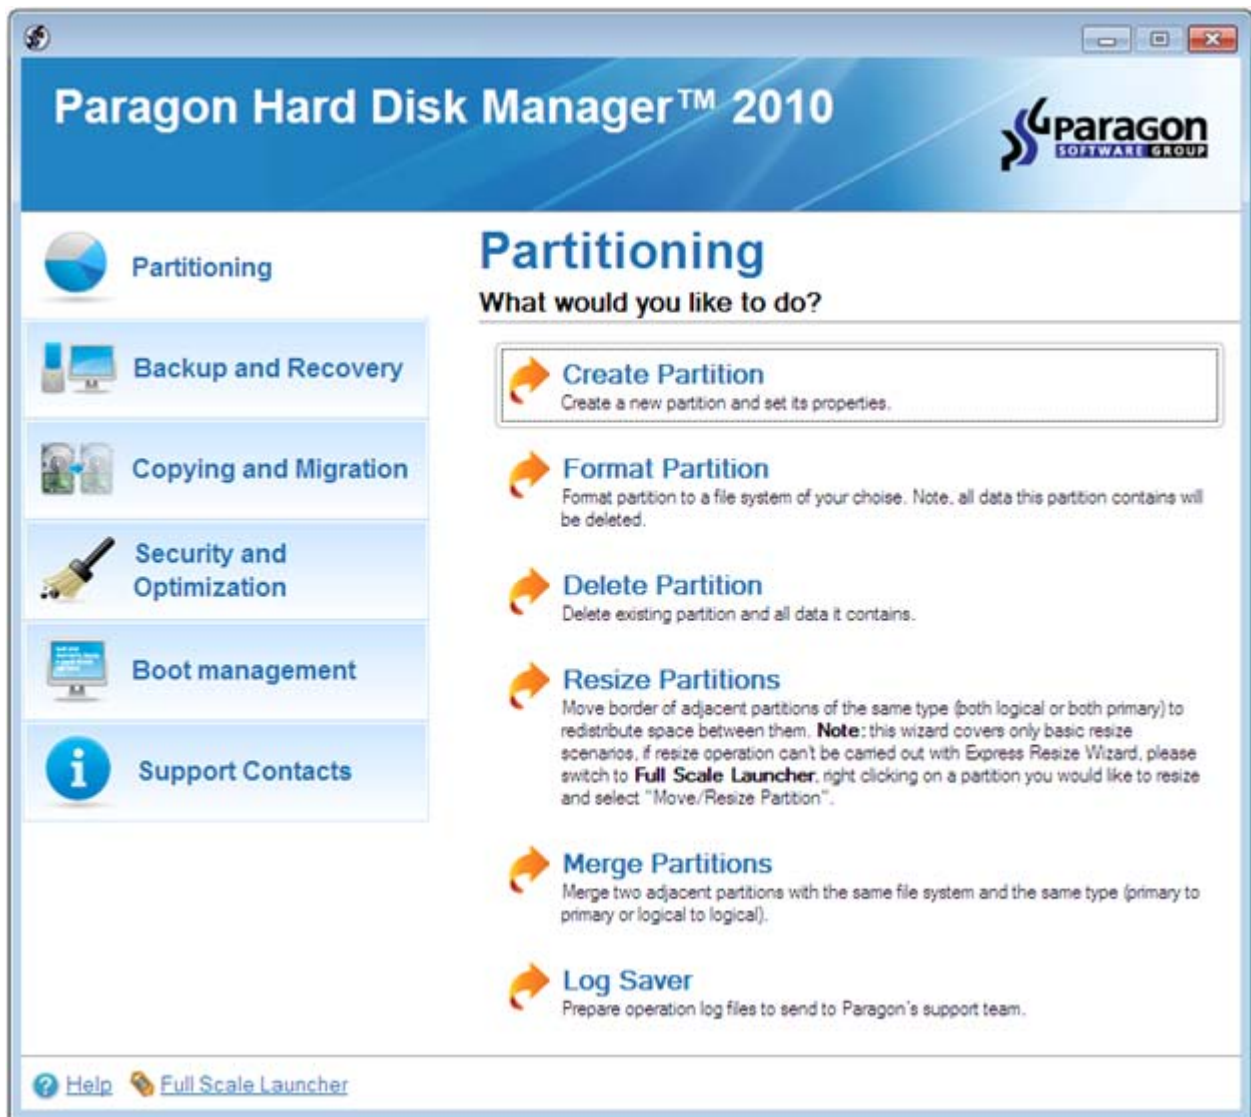 Paragon Hard Disk Manager™ 2010
Paragon
SOFTWARE GROUP
Partitioning
Backup and Recovery
Copying and Migration
Security and
Optimization
Boot management
Support Contacts
Partitioning
What would you like to do?
Create Partition
Create a new partition and set its properties.
Format Partition
Format partition to a file system of your choise. Note, all data this partition contains will
be deleted.
Delete Partition
Delete existing partition and all data it contains.
Resize Partitions
Move border of adjacent partitions of the same type (both logical or both primary) to
redistribute space between them. Note: this wizard covers only basic resize
scenarios, if resize operation can't be carried out with Express Resize Wizard, please
switch to Full Scale Launcher, right clicking on a partition you would like to resize
and select "Move/Resize Partition".
Merge Partitions
Merge two adjacent partitions with the same file system and the same type (primary to
primary or logical to logical).
Log Saver
Prepare operation log files to send to Paragon's support team.
Help
Full Scale Launcher